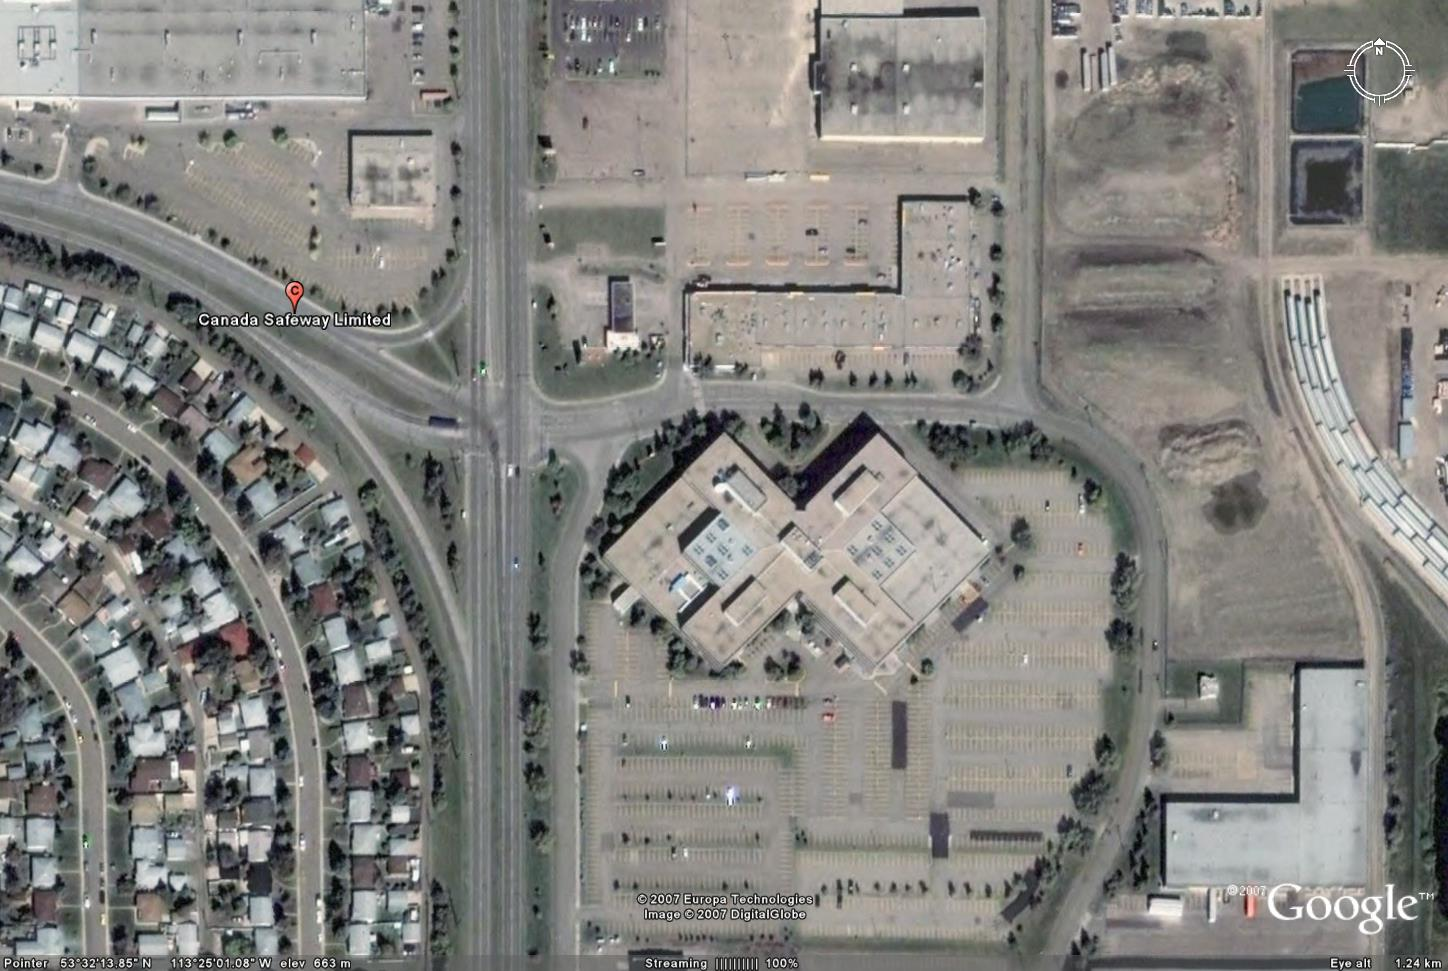 N
C
Canada Safeway Limited
© 2007 Europa Technologies
Image © 2007 DigitalGlobe
© 2007 Google™
Pointer 53°32'13.85" N 113°25'01.08" W elev 663 m
Streaming |||||||||| 100%
Eye alt 1.24 km